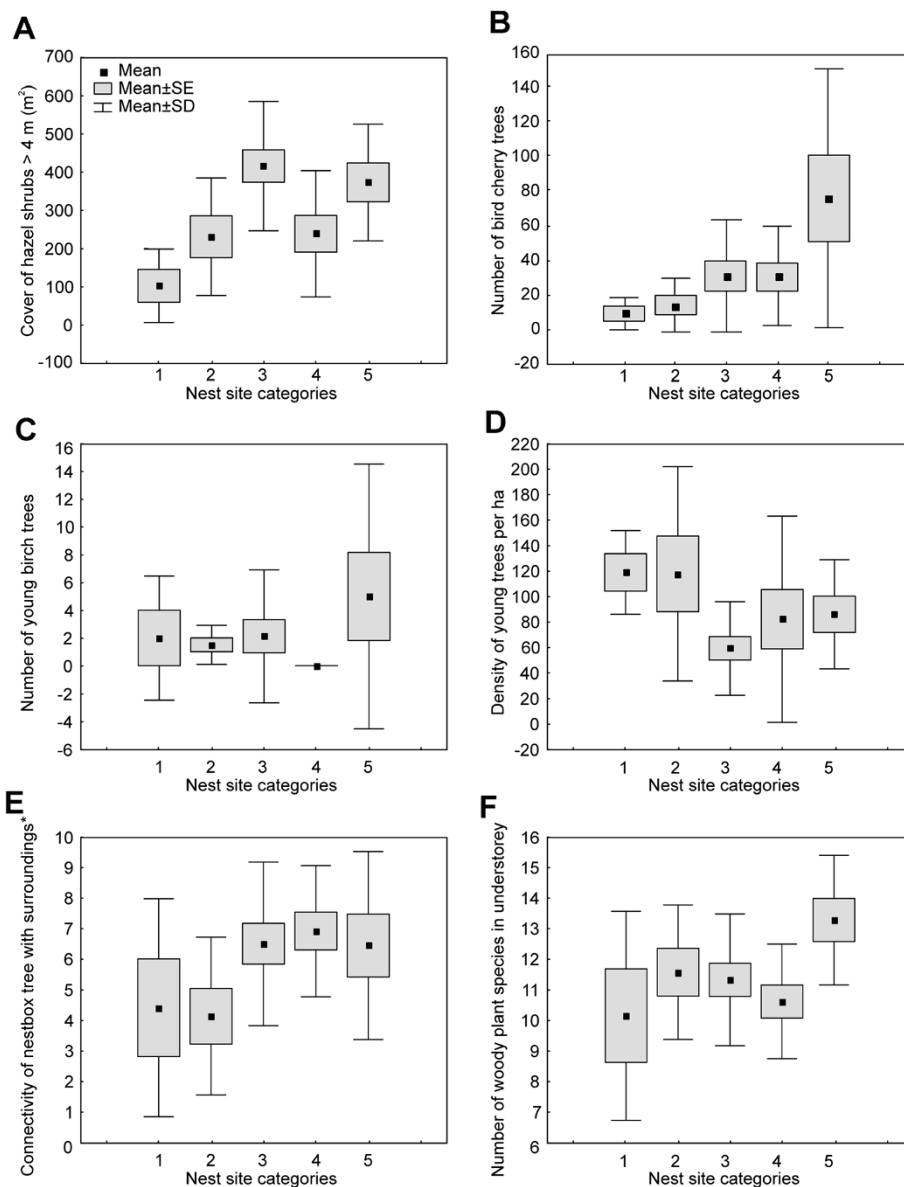 A
Cover of hazel shrubs > 4 m (m²)
700
600
500
400
300
200
100
0
-100
Mean
Mean±SE
Mean±SD
1 2 3 4 5
Nest site categories
B
Number of bird cherry trees
160
140
120
100
80
60
40
20
0
-20
1 2 3 4 5
Nest site categories
C
Number of young birch trees
16
14
12
10
8
6
4
2
0
-2
-4
-6
1 2 3 4 5
Nest site categories
D
Density of young trees per ha
220
200
180
160
140
120
100
80
60
40
20
0
-20
1 2 3 4 5
Nest site categories
E
Connectivity of nestbox tree with surroundings*
10
9
8
7
6
5
4
3
2
1
0
1 2 3 4 5
Nest site categories
F
Number of woody plant species in understorey
16
15
14
13
12
11
10
9
8
7
6
1 2 3 4 5
Nest site categories